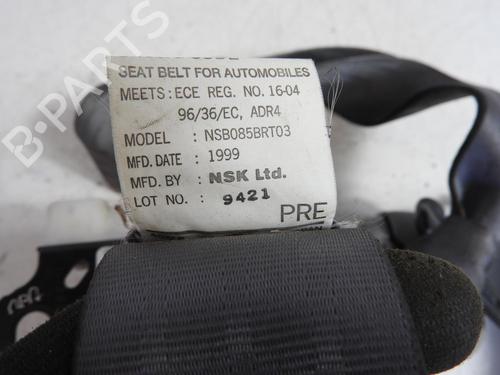 B-PARTS
SEAT BELT FOR AUTOMOBILES
MEETS : ECE REG. NO. 16-04
96/36/EC, ADR4
MODEL : NSB085BRT03
MFD. DATE : 1999
MFD. BY : NSK Ltd.
LOT NO. : 9421
PRE